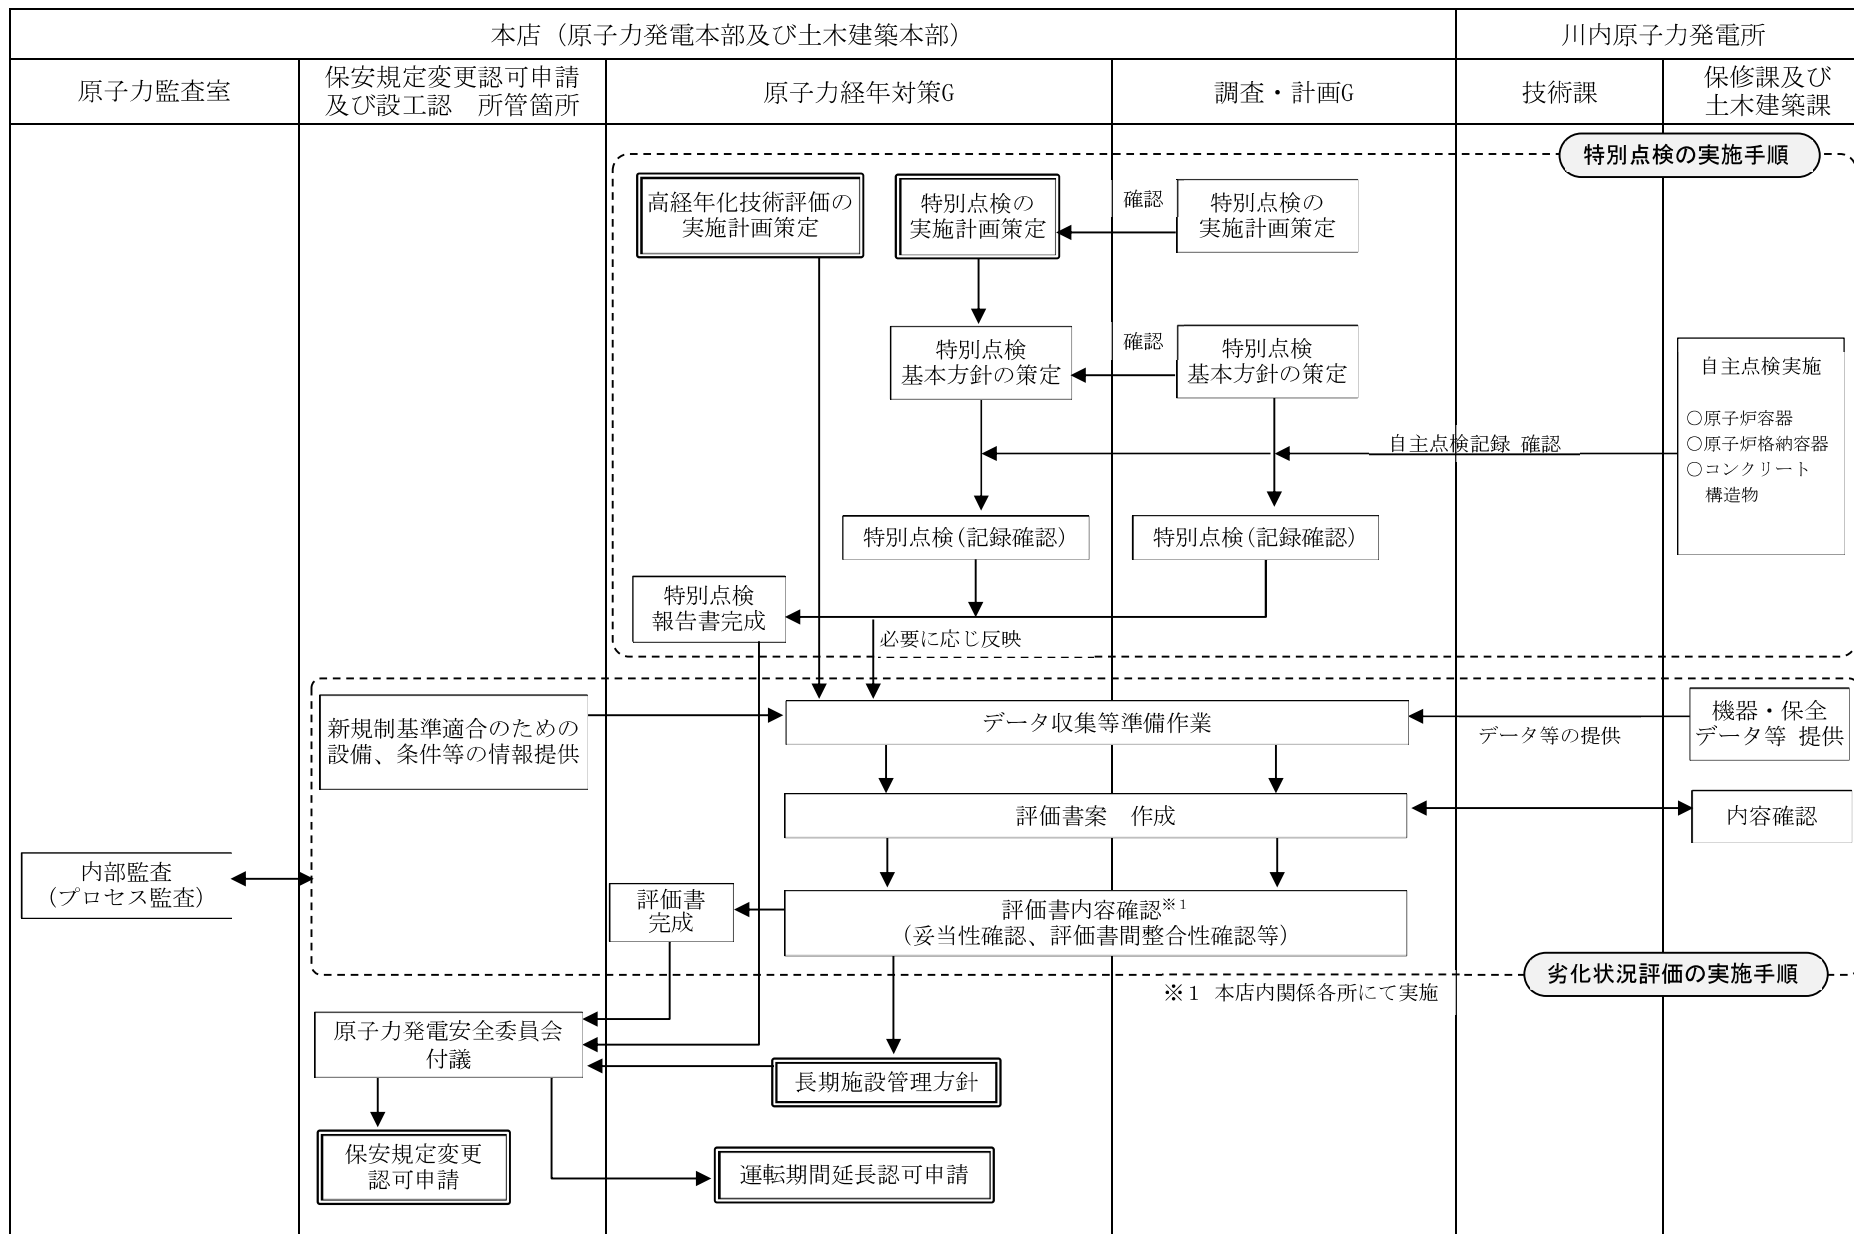 本店（原子力発電本部及び土木建築本部）
川内原子力発電所
原子力監査室
保安規定変更認可申請
及び設工認　所管箇所
原子力経年対策G
調査・計画G
技術課
保修課及び
土木建築課
特別点検の実施手順
高経年化技術評価の
実施計画策定
特別点検の
実施計画策定
確認
特別点検の
実施計画策定
特別点検
基本方針の策定
確認
特別点検
基本方針の策定
自主点検実施
○原子炉容器
○原子炉格納容器
○コンクリート
構造物
自主点検記録 確認
特別点検(記録確認)
特別点検(記録確認)
特別点検
報告書完成
必要に応じ反映
新規制基準適合のための
設備、条件等の情報提供
データ収集等準備作業
データ等の提供
機器・保全
データ等 提供
評価書案　作成
内容確認
内部監査
(プロセス監査)
評価書
完成
評価書内容確認※1
(妥当性確認、評価書間整合性確認等)
劣化状況評価の実施手順
※１ 本店内関係各所にて実施
原子力発電安全委員会
付議
長期施設管理方針
保安規定変更
認可申請
運転期間延長認可申請